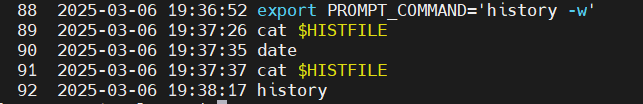 88 2025-03-06 19:36:52 export PROMPT_COMMAND='history -w'
89 2025-03-06 19:37:26 cat $HISTFILE
90 2025-03-06 19:37:35 date
91 2025-03-06 19:37:37 cat $HISTFILE
92 2025-03-06 19:38:17 history